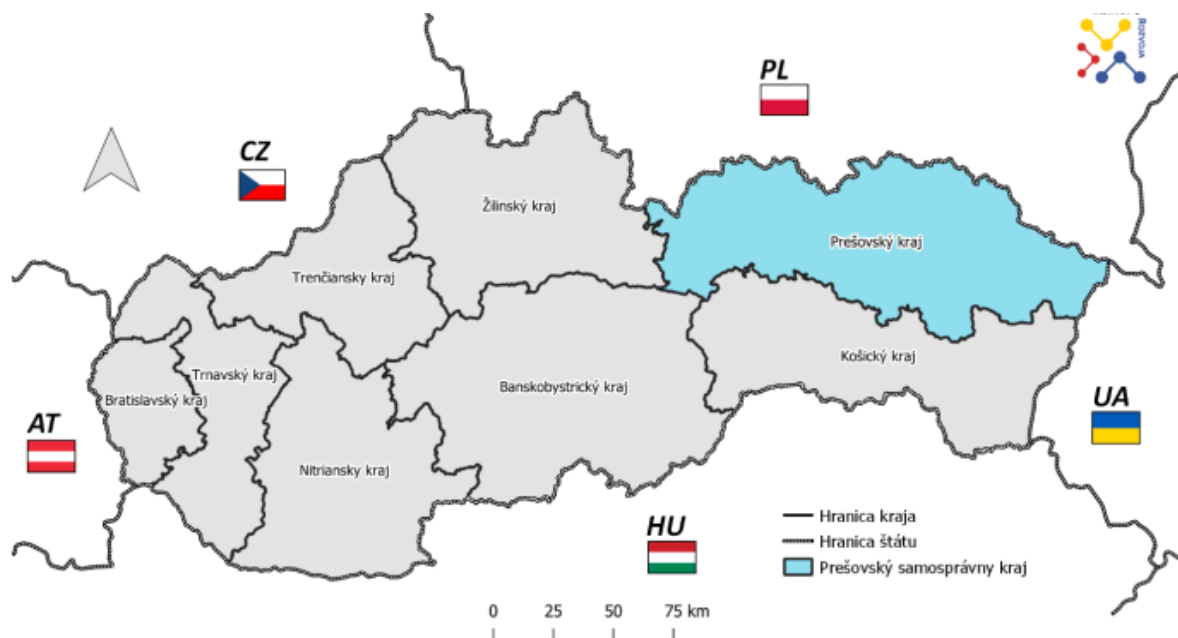 ROZVOJA
PL
CZ
Žilinský kraj
Prešovský kraj
Trenčiansky kraj
Košický kraj
Trnavský kraj
Banskobystrický kraj
Bratislavský kraj
AT
UA
Nitriansky kraj
HU
Hranica kraja
Hranica štátu
Prešovský samosprávny kraj
0 25 50 75 km